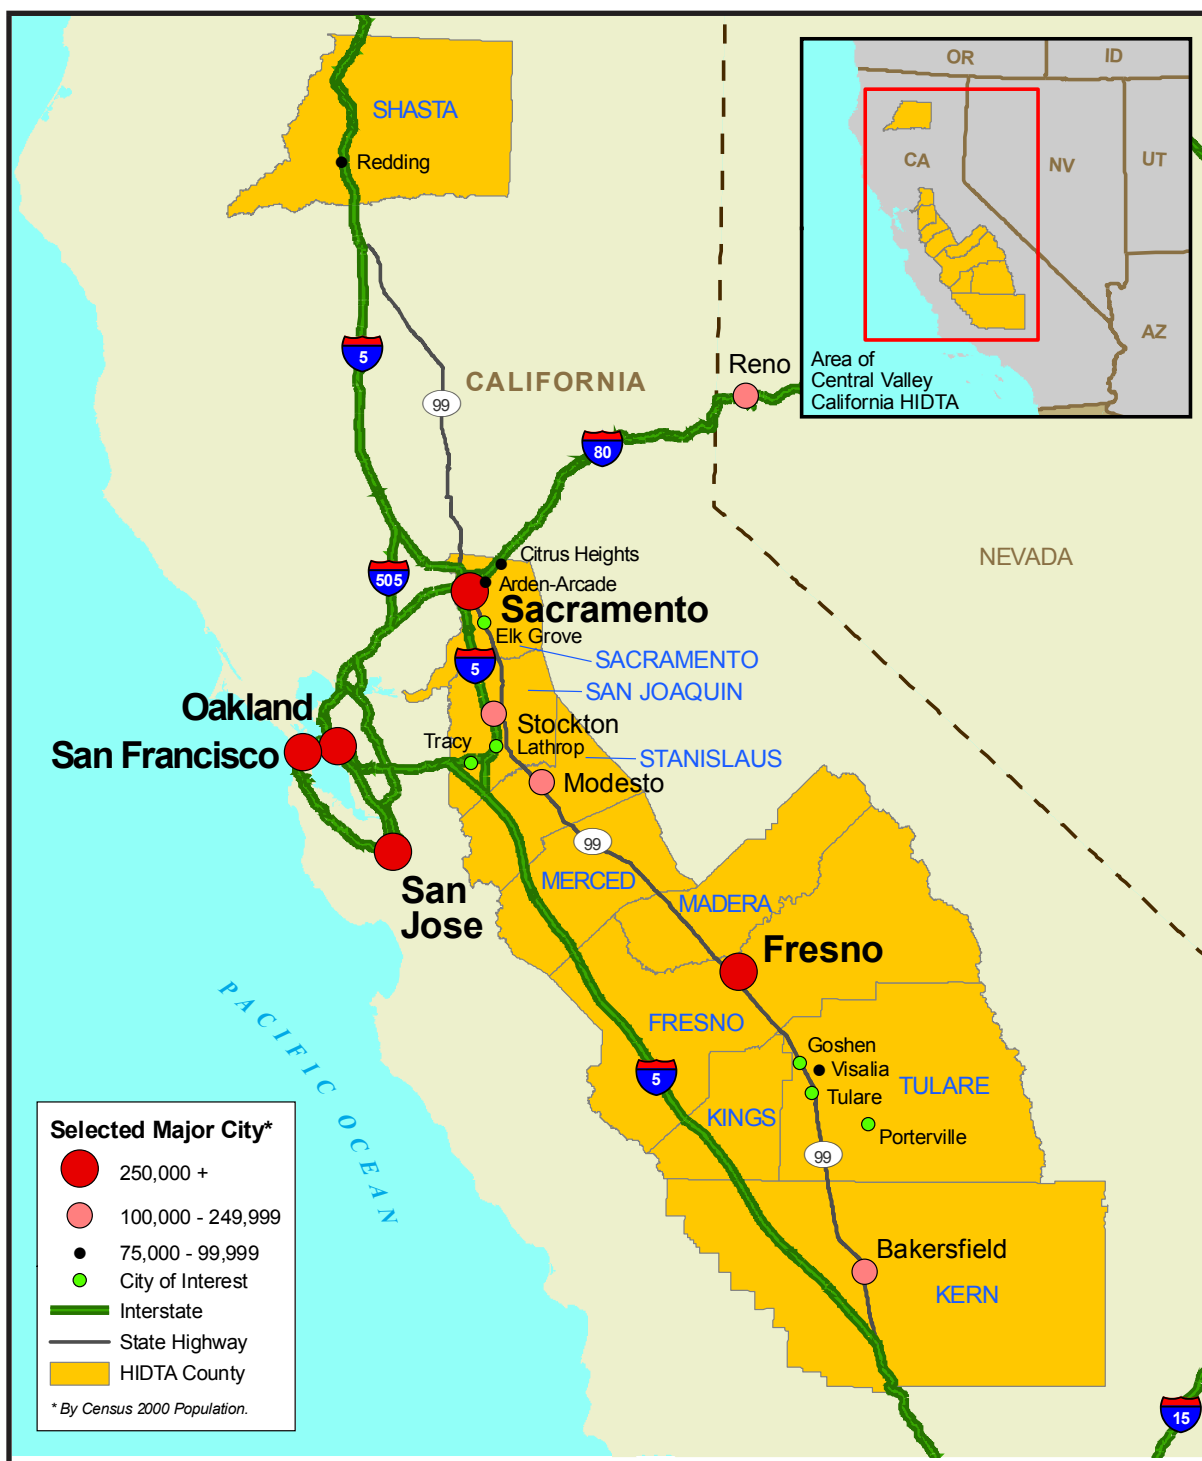 OR
ID
SHASTA
CA
NV
UT
Redding
AZ
5
Reno
Area of
Central Valley
California HIDTA
CALIFORNIA
99
80
NEVADA
Citrus Heights
505
Arden-Arcade
Sacramento
Elk Grove
5
SACRAMENTO
SAN JOAQUIN
Oakland
Stockton
San Francisco
Tracy
Lathrop
STANISLAUS
Modesto
99
MERCED
San
Jose
MADERA
Fresno
PACIFIC OCEAN
FRESNO
Goshen
Visalia
5
TULARE
Tulare
KINGS
Porterville
99
Bakersfield
KERN
15
Selected Major City*
250,000 +
100,000 - 249,999
75,000 - 99,999
City of Interest
Interstate
State Highway
HIDTA County
* By Census 2000 Population.